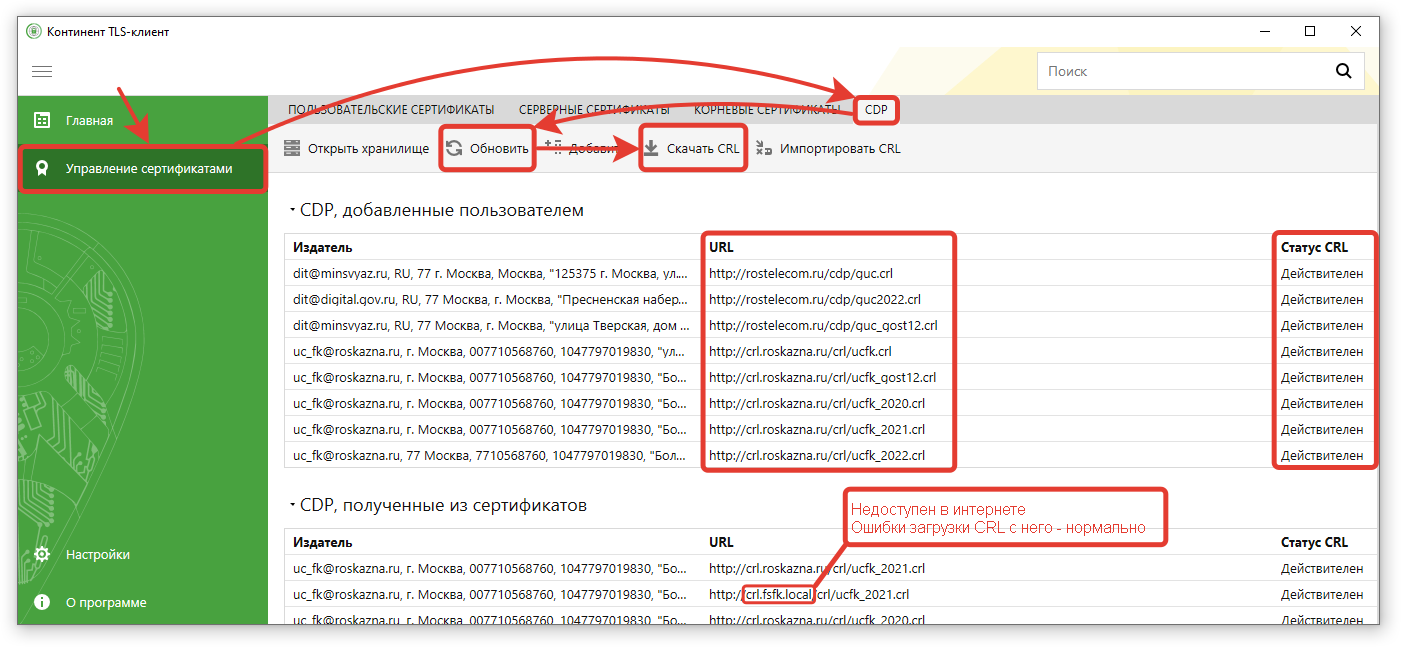 Континент TLS-клиент
Поиск
Главная
Управление сертификатами
Настройки
О программе
ПОЛЬЗОВАТЕЛЬСКИЕ СЕРТИФИКАТЫ СЕРВЕРНЫЕ СЕРТИФИКАТЫ КОРНЕВЫЕ СЕРТИФИКАТЫ CDP
Открыть хранилище Обновить Скачать CRL Импортировать CRL
CDP, добавленные пользователем
Издатель URL Статус CRL
dit@minsvyaz.ru, RU, 77 г. Москва, Москва, "125375 г. Москва, ул.... http://rostelecom.ru/cdp/guc.crl Действителен
dit@digital.gov.ru, RU, 77 Москва, г. Москва, "Пресненская набер... http://rostelecom.ru/cdp/guc2022.crl Действителен
dit@minsvyaz.ru, RU, 77 Москва, г. Москва, "улица Тверская, дом ... http://rostelecom.ru/cdp/guc_gost12.crl Действителен
uc_fk@roskazna.ru, г. Москва, 007710568760, 1047797019830, "ул... http://crl.roskazna.ru/crl/ucfk.crl Действителен
uc_fk@roskazna.ru, г. Москва, 007710568760, 1047797019830, "Бо... http://crl.roskazna.ru/crl/ucfk_gost12.crl Действителен
uc_fk@roskazna.ru, г. Москва, 007710568760, 1047797019830, "Бо... http://crl.roskazna.ru/crl/ucfk_2020.crl Действителен
uc_fk@roskazna.ru, г. Москва, 007710568760, 1047797019830, "Бо... http://crl.roskazna.ru/crl/ucfk_2021.crl Действителен
uc_fk@roskazna.ru, 77 Москва, 7710568760, 1047797019830, "Бол... http://crl.roskazna.ru/crl/ucfk_2022.crl Действителен
CDP, полученные из сертификатов
Недоступен в интернете
Ошибки загрузки CRL с него - нормально
Издатель URL Статус CRL
uc_fk@roskazna.ru, г. Москва, 007710568760, 1047797019830, "Бо... http://crl.roskazna.ru/crl/ucfk_2021.crl Действителен
uc_fk@roskazna.ru, г. Москва, 007710568760, 1047797019830, "Бо... http://crl.fsfk.local/crl/ucfk_2021.crl Действителен
uc_fk@roskazna.ru, г. Москва, 007710568760, 1047797019830, "Бо... http://crl.roskazna.ru/crl/ucfk_2020.crl Действителен